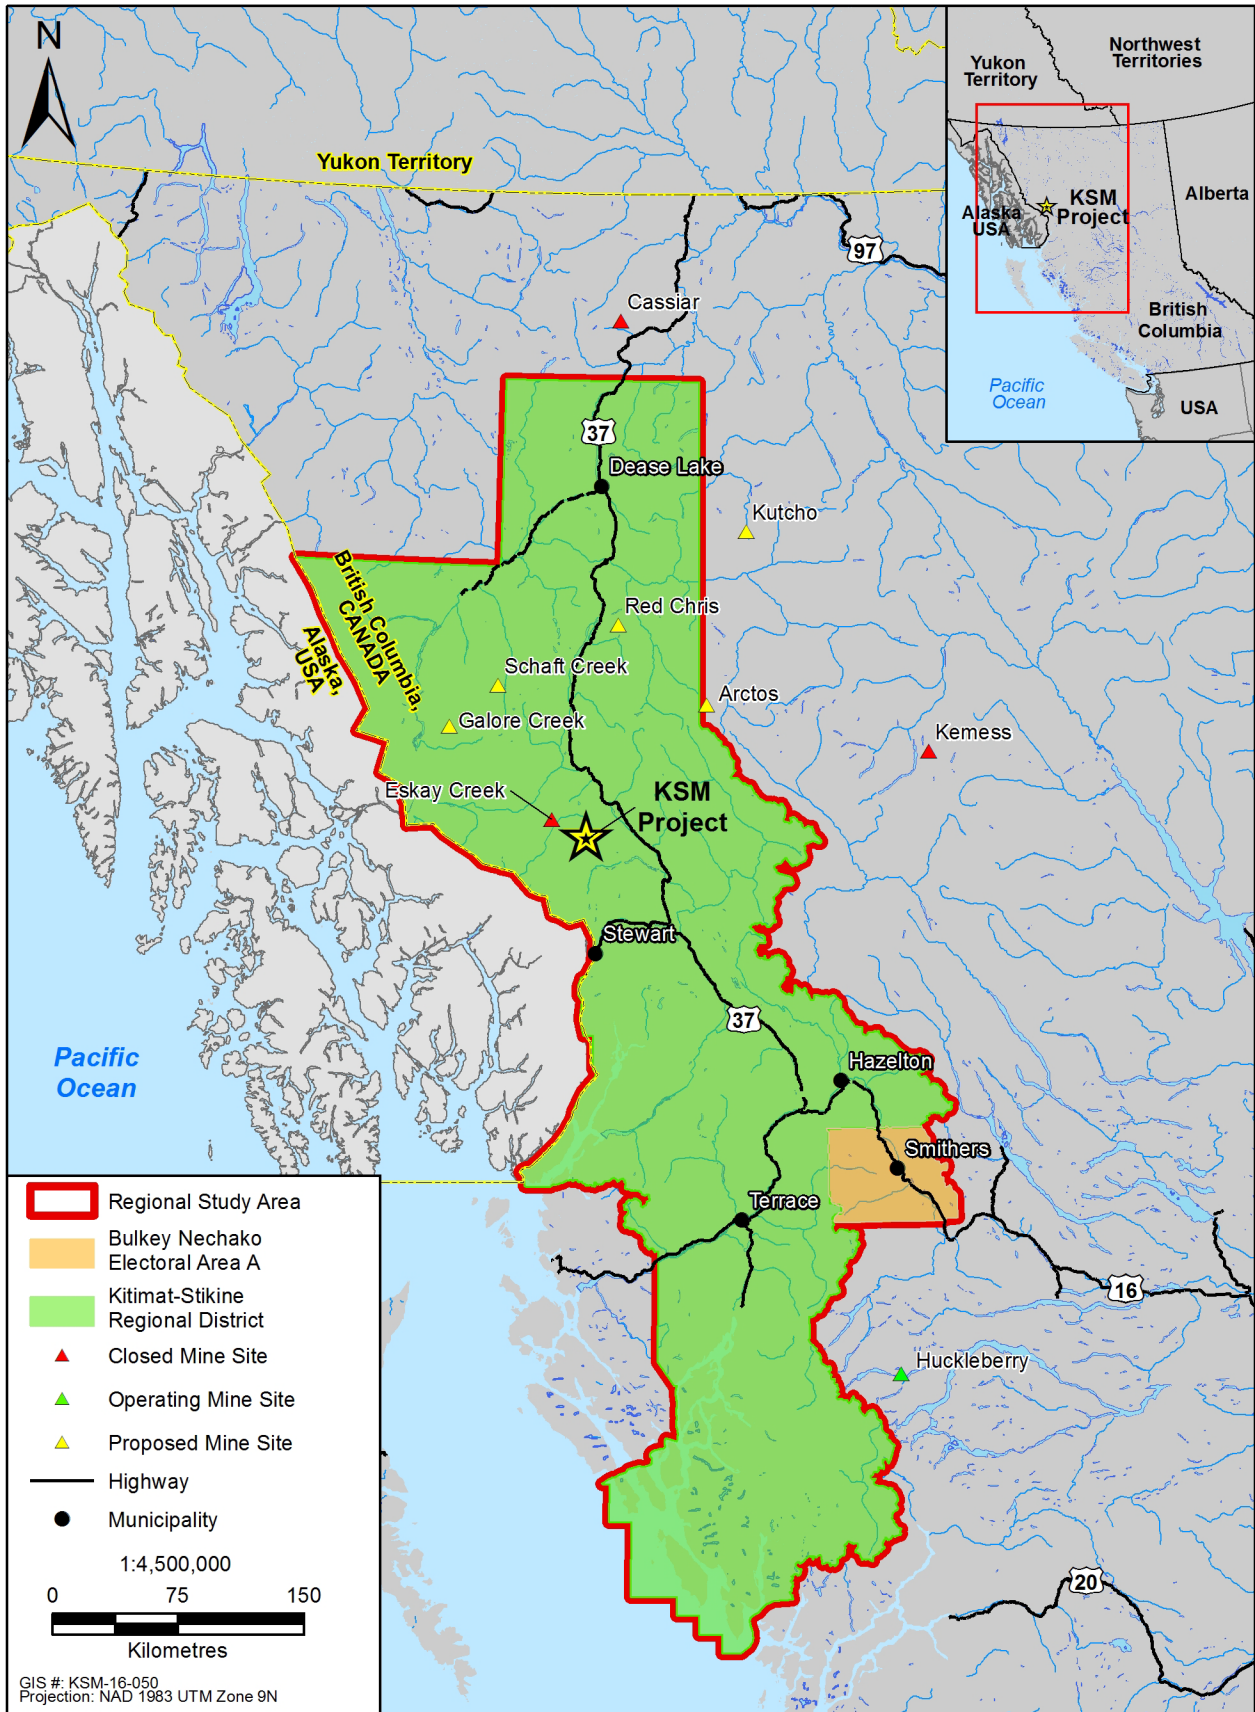 N
Yukon Territory
Cassiar
97
37
Dease Lake
Kutcho
British Columbia,
CANADA
Alaska,
USA
Red Chris
Schaft Creek
Arctos
Galore Creek
Kemess
Eskay Creek
KSM
Project
Stewart
37
Pacific
Ocean
Hazelton
Smithers
Terrace
16
Huckleberry
20
Yukon
Territory
Northwest
Territories
Alaska
USA
KSM
Project
Alberta
British
Columbia
Pacific
Ocean
USA
Regional Study Area
Bulkey Nechako
Electoral Area A
Kitimat-Stikine
Regional District
Closed Mine Site
Operating Mine Site
Proposed Mine Site
Highway
Municipality
1:4,500,000
0 75 150
Kilometres
GIS #: KSM-16-050
Projection: NAD 1983 UTM Zone 9N